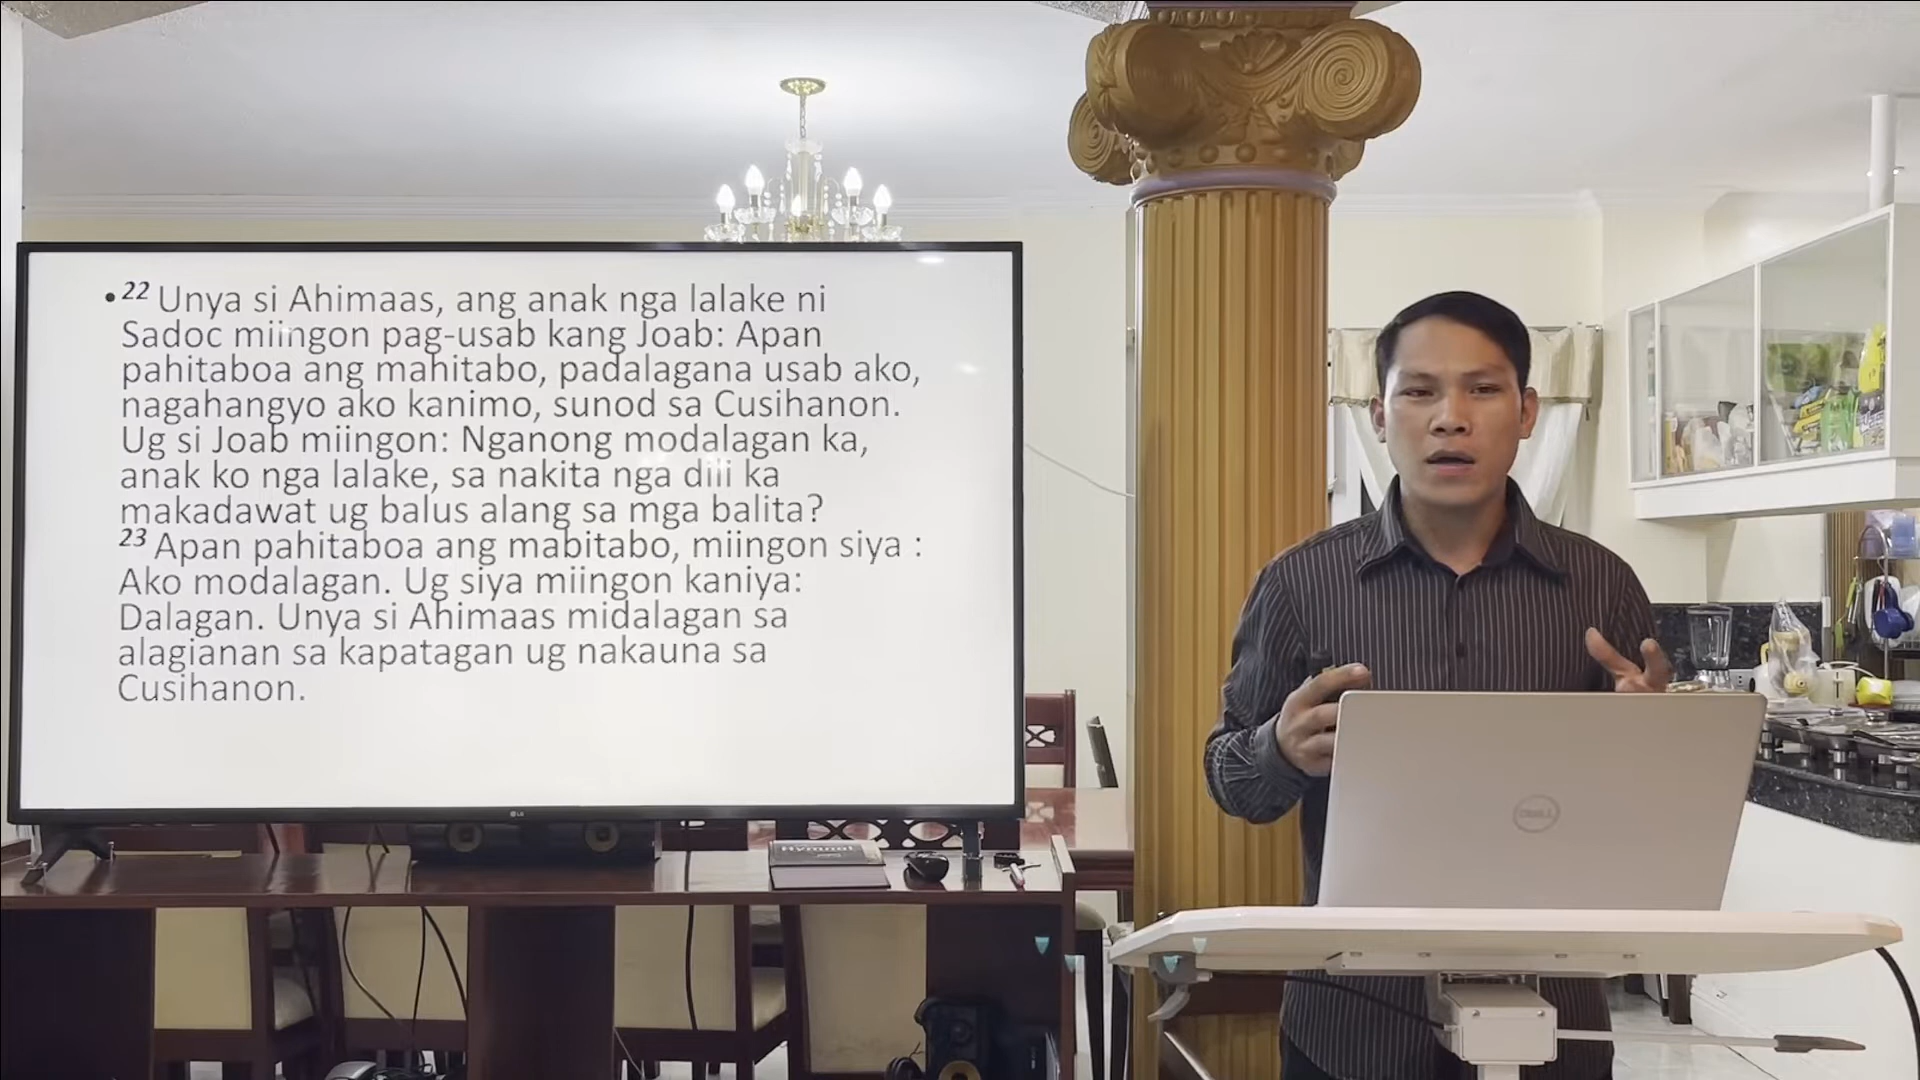 • 22 Unya si Ahimaas, ang anak nga lalake ni
Sadoc miingon pag-usab kang Joab: Apan
pahitaboa ang mahitabo, padalagana usab ako,
nagahangyo ako kanimo, sunod sa Cusihanon.
Ug si Joab miingon: Nganong modalagan ka,
anak ko nga lalake, sa nakita nga dili ka
makadawat ug balus alang sa mga balita?
23 Apan pahitaboa ang mabitabo, miingon siya :
Ako modalagan. Ug siya miingon kaniya:
Dalagan. Unya si Ahimaas midalagan sa
alagianan sa kapatagan ug nakauna sa
Cusihanon.
LG
Hymnal
DELL